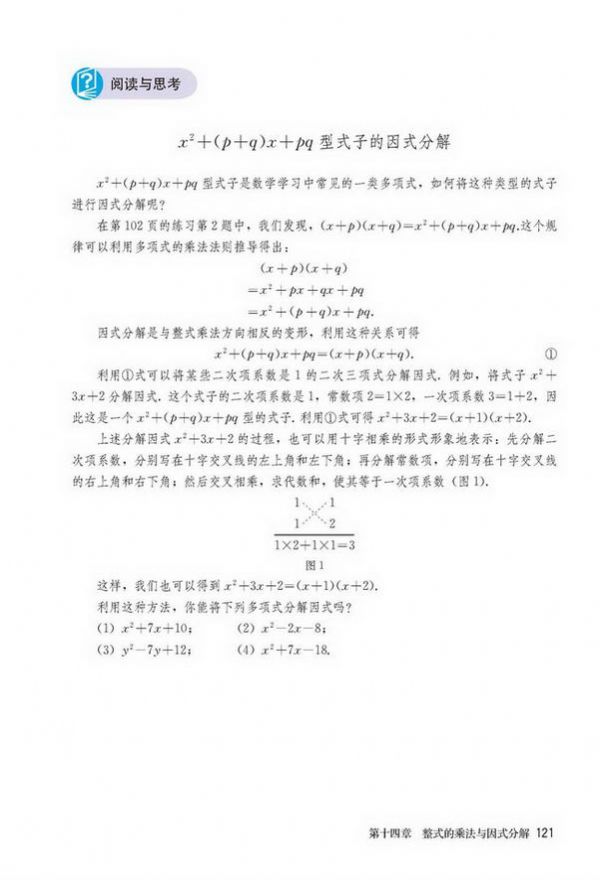 阅读与思考
x²+(p+q)x+pq 型式子的因式分解
x²+(p+q)x+pq 型式子是数学学习中常见的一类多项式，如何将这种类型的式子
进行因式分解呢？
在第 102 页的练习第 2 题中，我们发现，(x+p)(x+q)=x²+(p+q)x+pq.这个规
律可以利用多项式的乘法法则推导得出：
(x+p)(x+q)
=x²+px+qx+pq
=x²+(p+q)x+pq.
因式分解是与整式乘法方向相反的变形，利用这种关系可得
x²+(p+q)x+pq=(x+p)(x+q). ①
利用①式可以将某些二次项系数是 1 的二次三项式分解因式. 例如，将式子 x²+
3x+2 分解因式. 这个式子的二次项系数是 1，常数项 2=1×2，一次项系数 3=1+2，因
此这是一个 x²+(p+q)x+pq 型的式子. 利用①式可得 x²+3x+2=(x+1)(x+2).
上述分解因式 x²+3x+2 的过程，也可以用十字相乘的形式形象地表示：先分解二
次项系数，分别写在十字交叉线的左上角和左下角；再分解常数项，分别写在十字交叉线
的右上角和右下角；然后交叉相乘，求代数和，使其等于一次项系数（图 1）.
1 1
1 2
1×2+1×1=3
图 1
这样，我们也可以得到 x²+3x+2=(x+1)(x+2).
利用这种方法，你能将下列多项式分解因式吗？
(1) x²+7x+10; (2) x²-2x-8;
(3) y²-7y+12; (4) x²+7x-18.
第十四章 整式的乘法与因式分解 121